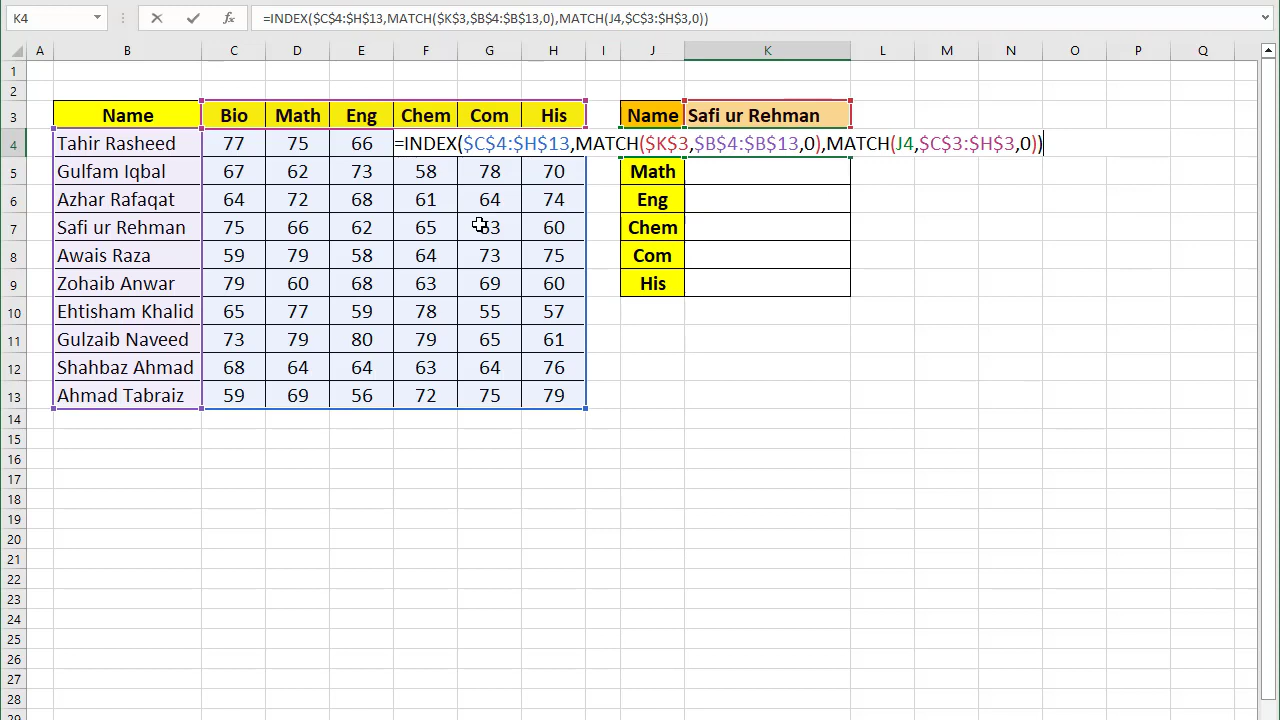 K4 fx =INDEX($C$4:$H$13,MATCH($K$3,$B$4:$B$13,0),MATCH(J4,$C$3:$H$3,0))
A B C D E F G H I J K L M N O P Q
1
2
3 Name Bio Math Eng Chem Com His Name Safi ur Rehman
4 Tahir Rasheed 77 75 66 =INDEX($C$4:$H$13,MATCH($K$3,$B$4:$B$13,0),MATCH(J4,$C$3:$H$3,0))
5 Gulfam Iqbal 67 62 73 58 78 70 Math
6 Azhar Rafaqat 64 72 68 61 64 74 Eng
7 Safi ur Rehman 75 66 62 65 3 60 Chem
8 Awais Raza 59 79 58 64 73 75 Com
9 Zohaib Anwar 79 60 68 63 69 60 His
10 Ehtisham Khalid 65 77 59 78 55 57
11 Gulzaib Naveed 73 79 80 79 65 61
12 Shahbaz Ahmad 68 64 64 63 64 76
13 Ahmad Tabraiz 59 69 56 72 75 79
14
15
16
17
18
19
20
21
22
23
24
25
26
27
28
29